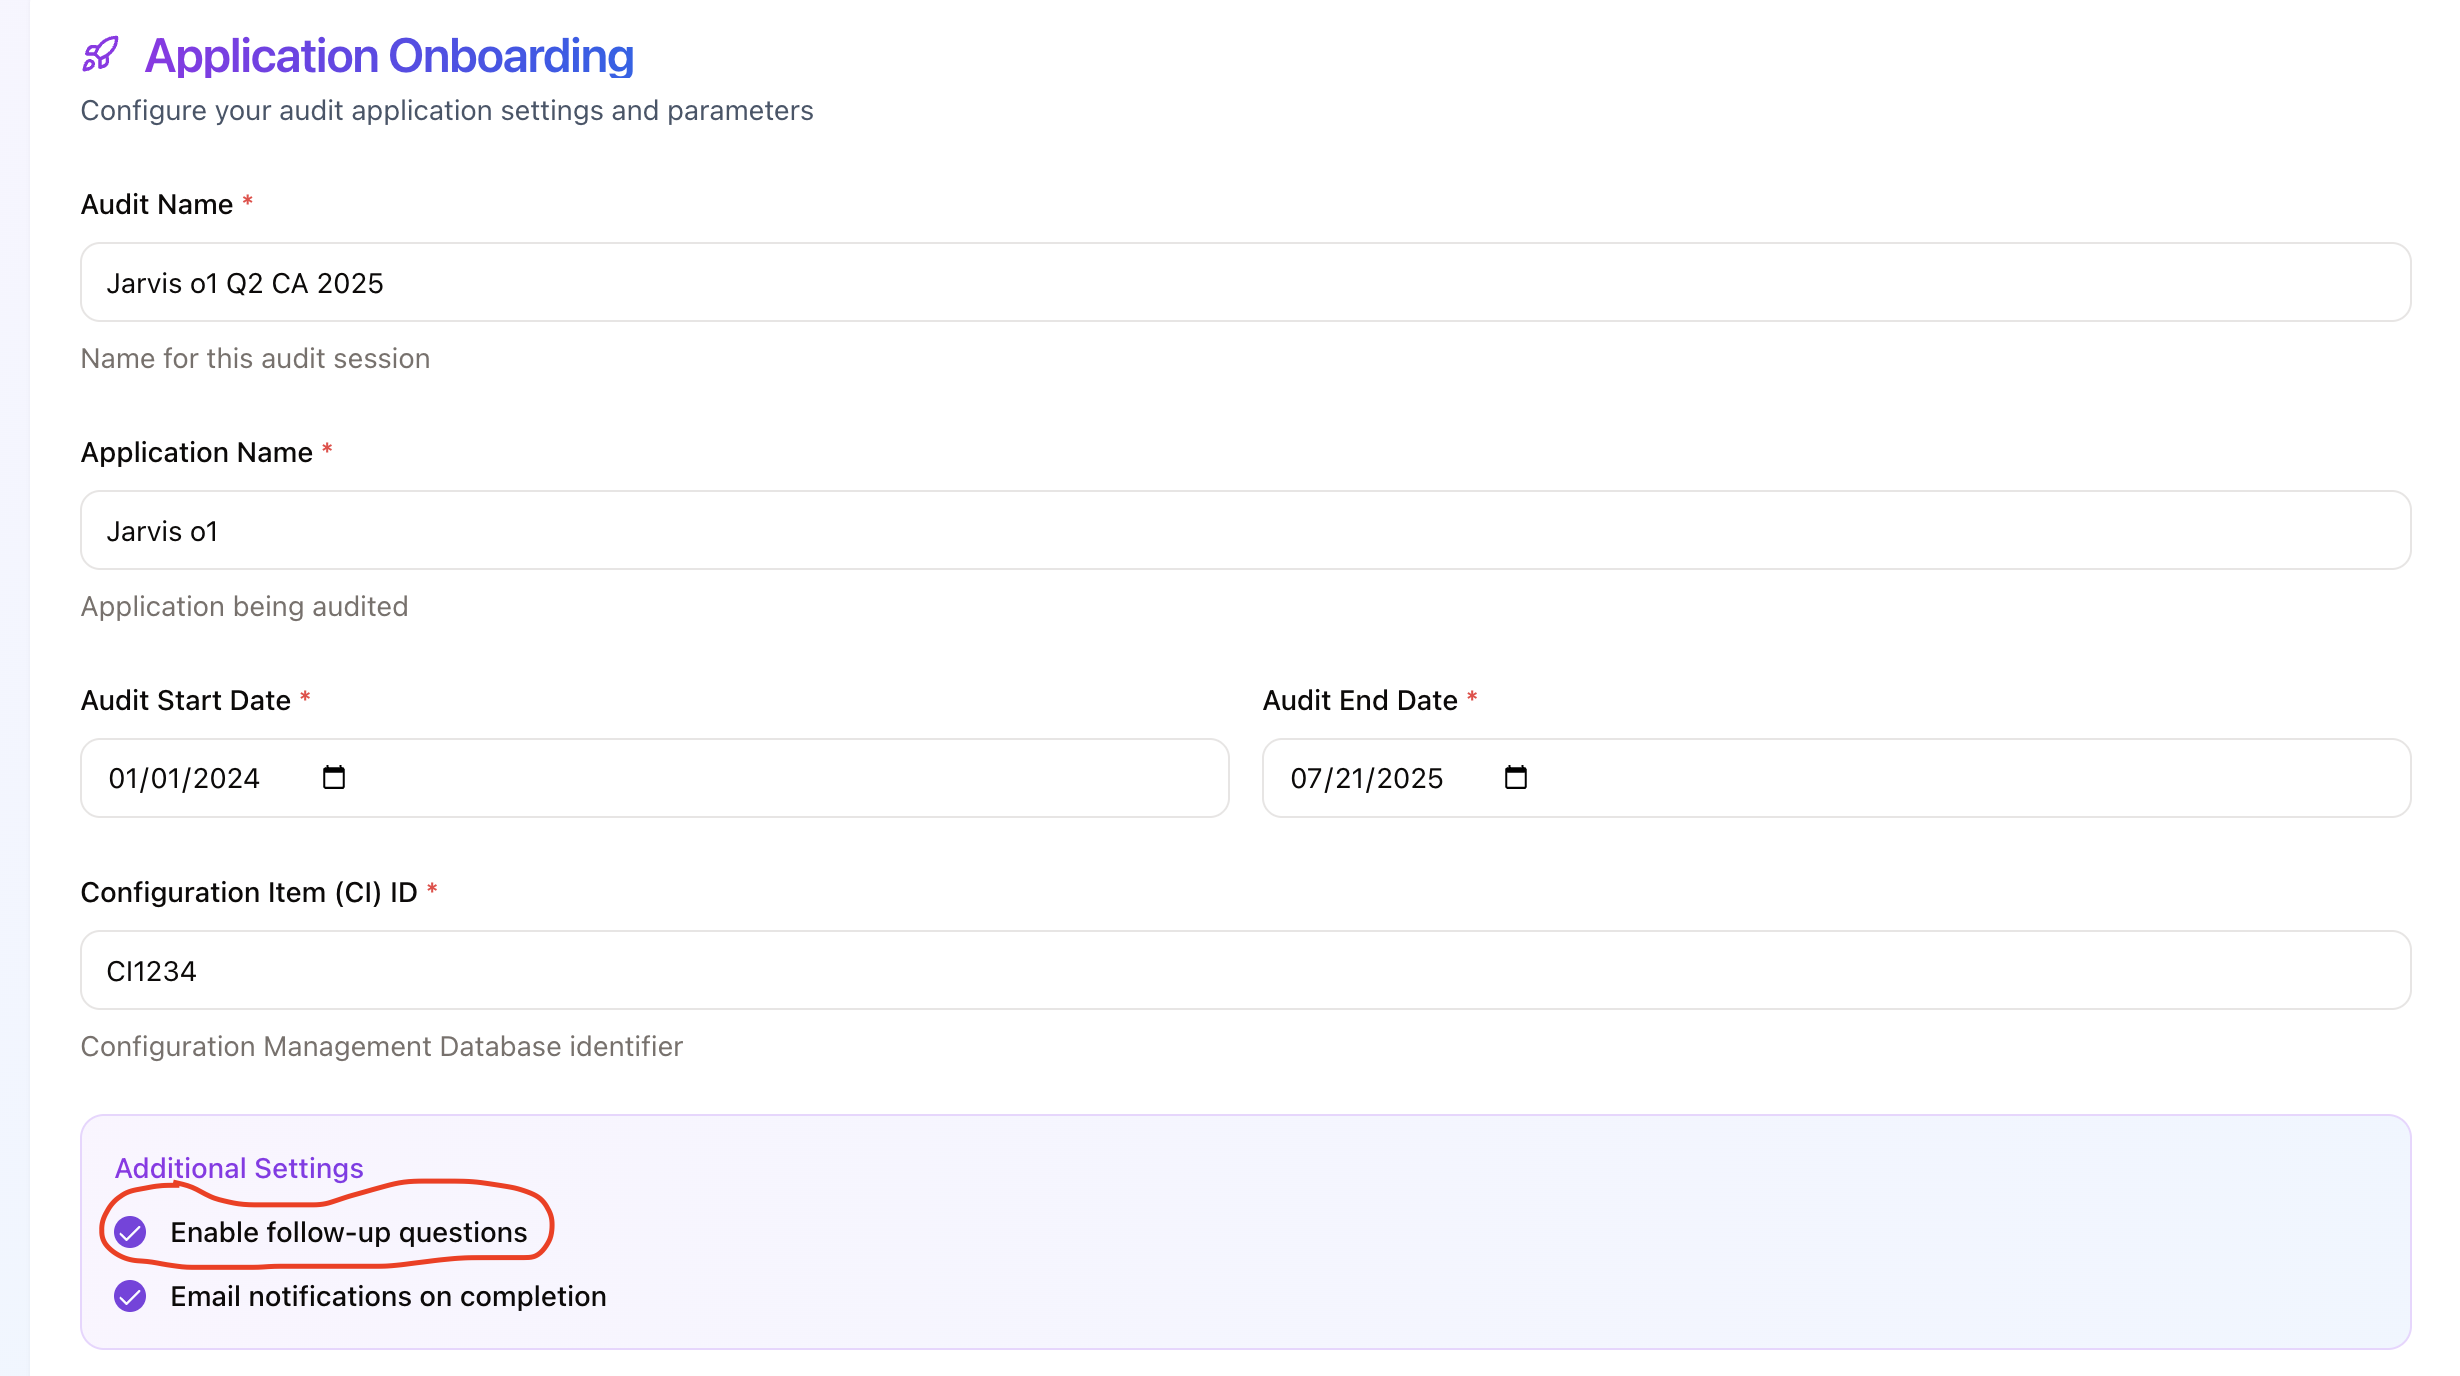 Application Onboarding
Configure your audit application settings and parameters
Audit Name *
Jarvis o1 Q2 CA 2025
Name for this audit session
Application Name *
Jarvis o1
Application being audited
Audit Start Date *
01/01/2024
Audit End Date *
07/21/2025
Configuration Item (CI) ID *
CI1234
Configuration Management Database identifier
Additional Settings
Enable follow-up questions
Email notifications on completion